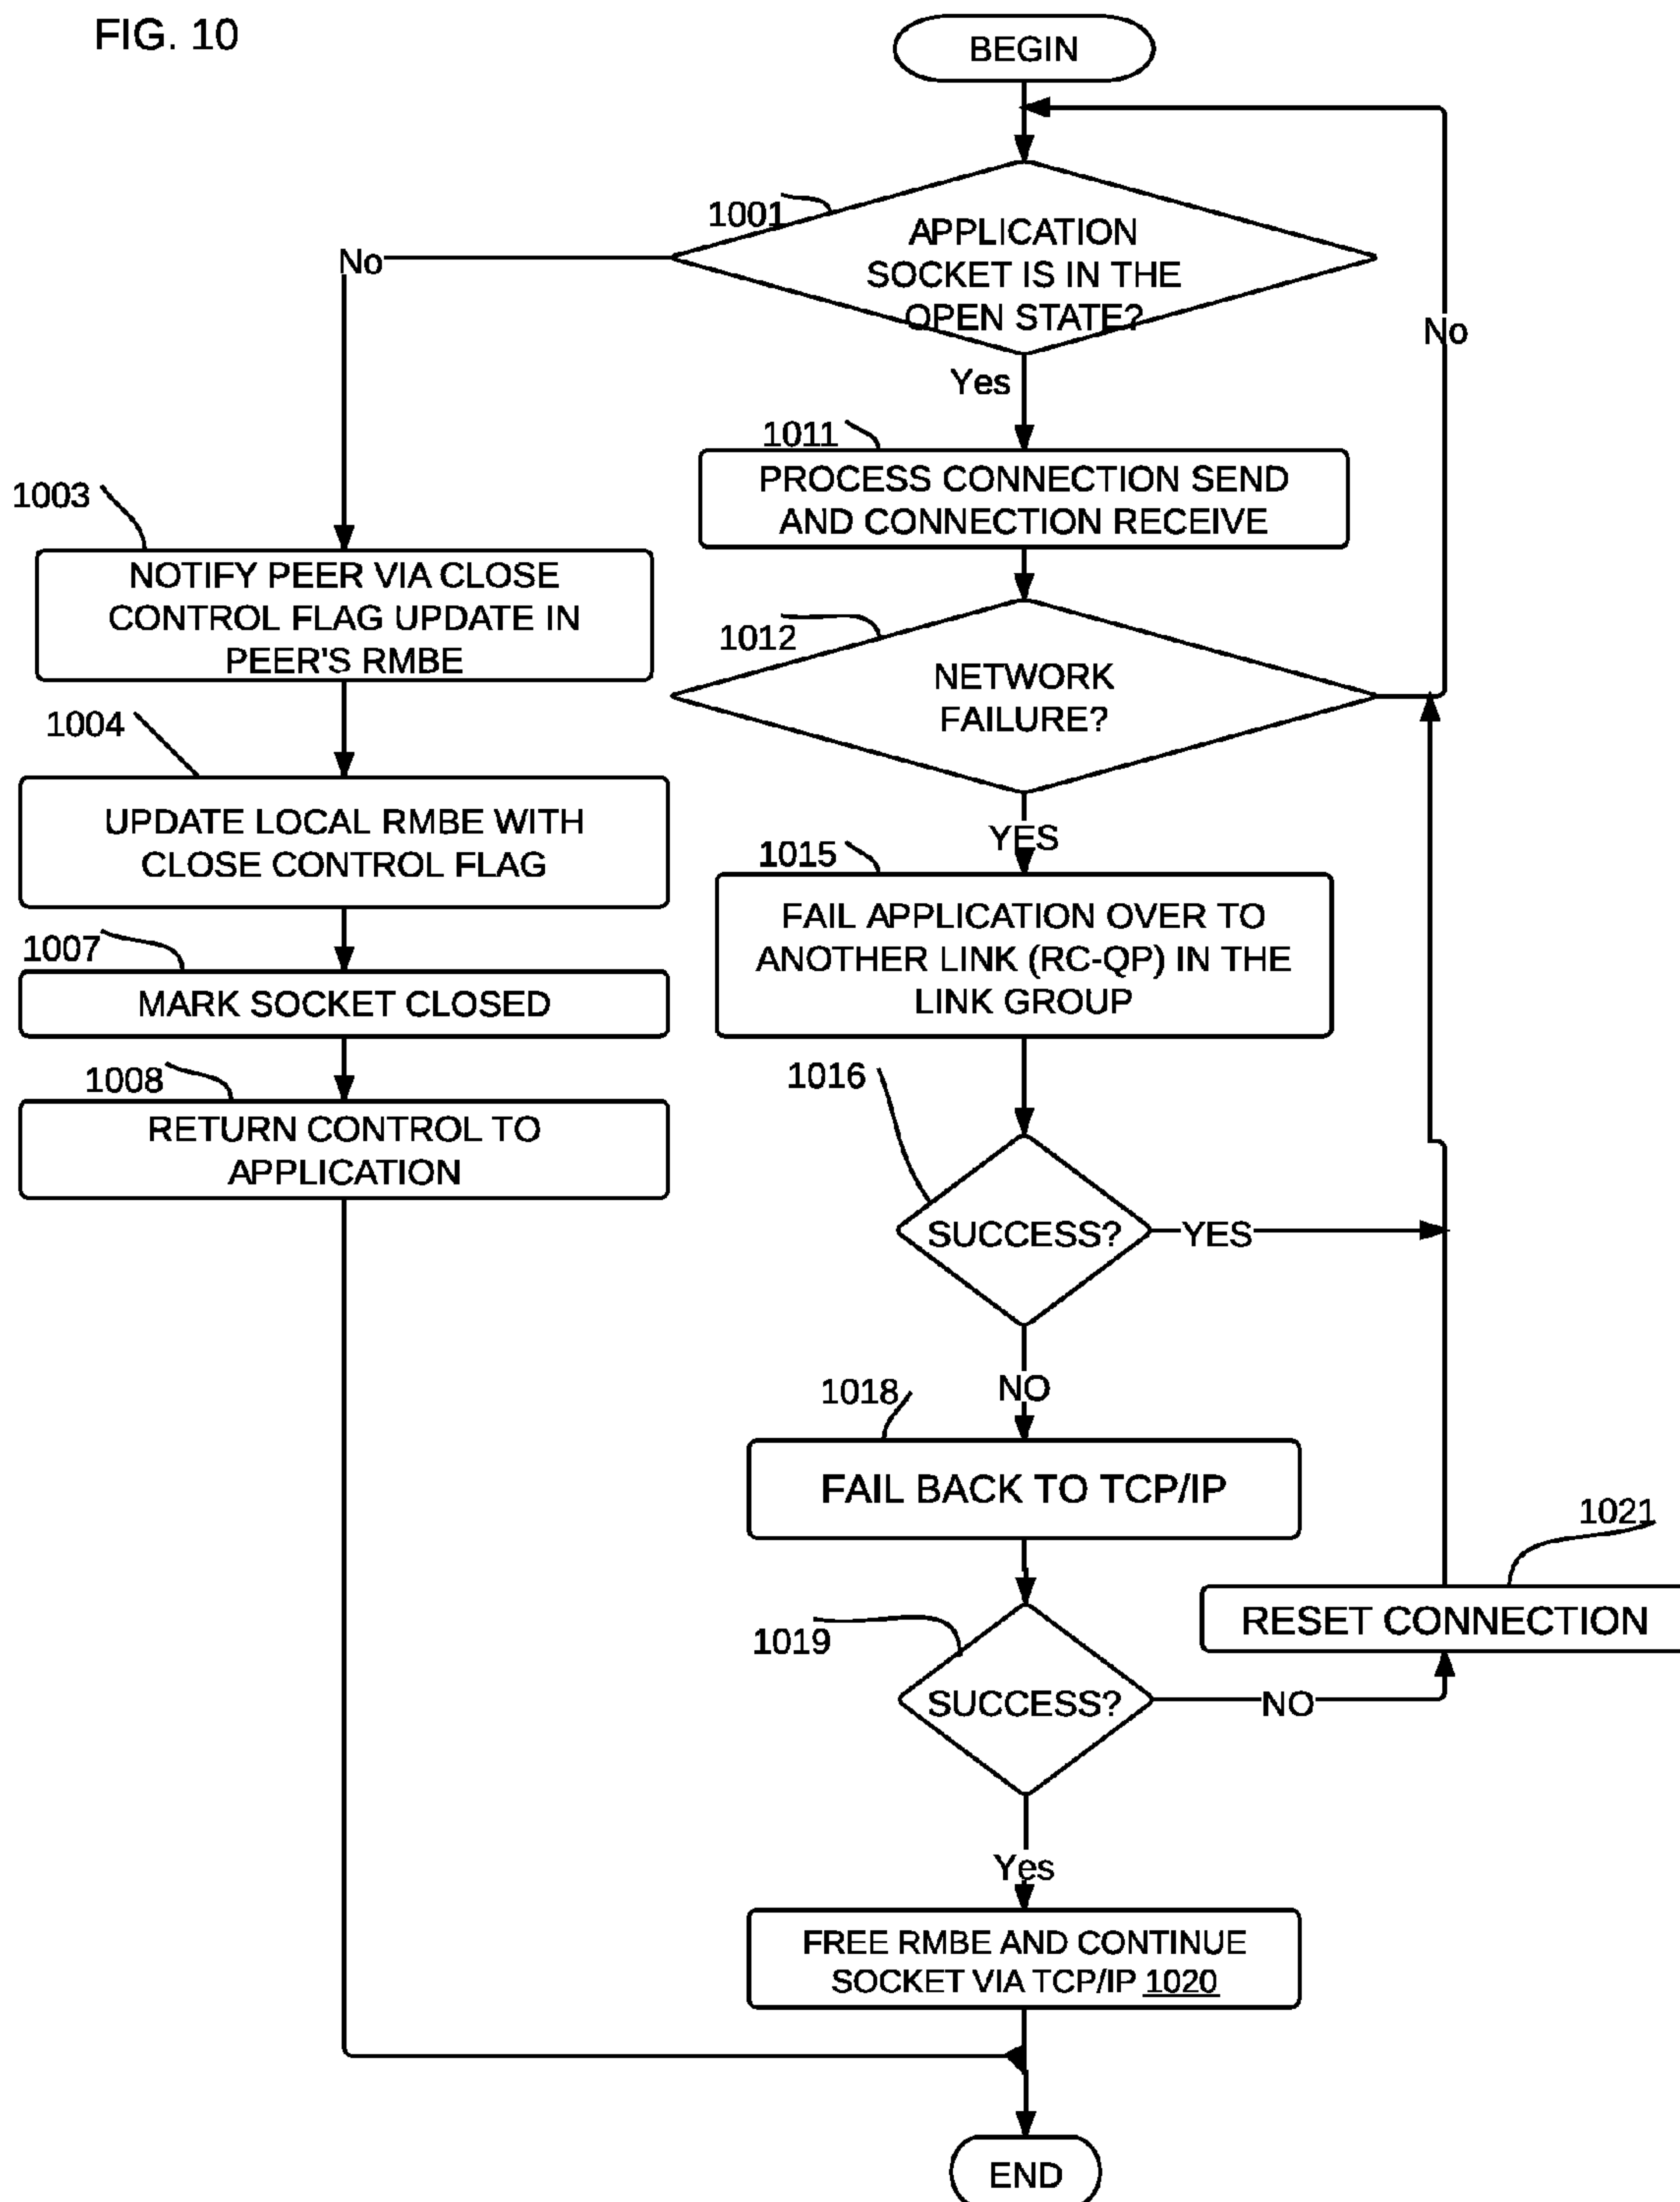 FIG. 10
BEGIN
1001
APPLICATION
SOCKET IS IN THE
OPEN STATE?
No
No
Yes
1011
PROCESS CONNECTION SEND
AND CONNECTION RECEIVE
1003
NOTIFY PEER VIA CLOSE
CONTROL FLAG UPDATE IN
PEER'S RMBE
1012
NETWORK
FAILURE?
1004
UPDATE LOCAL RMBE WITH
CLOSE CONTROL FLAG
YES
1015
FAIL APPLICATION OVER TO
ANOTHER LINK (RC-QP) IN THE
LINK GROUP
1007
MARK SOCKET CLOSED
1008
RETURN CONTROL TO
APPLICATION
1016
SUCCESS?
YES
NO
1018
FAIL BACK TO TCP/IP
1021
RESET CONNECTION
1019
SUCCESS?
NO
Yes
FREE RMBE AND CONTINUE
SOCKET VIA TCP/IP 1020
END